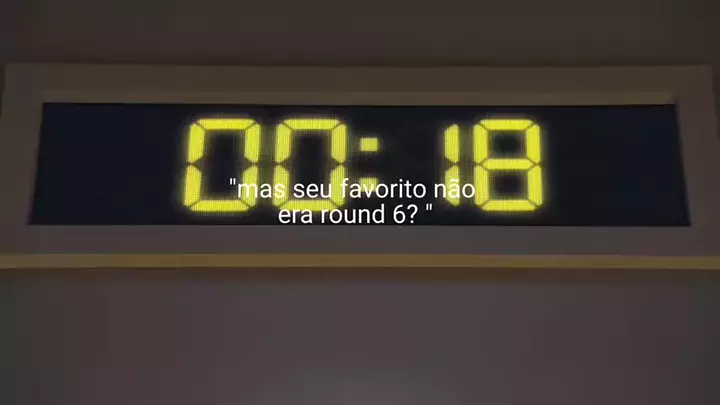 00:18
"mas seu favorito não
era round 6? "